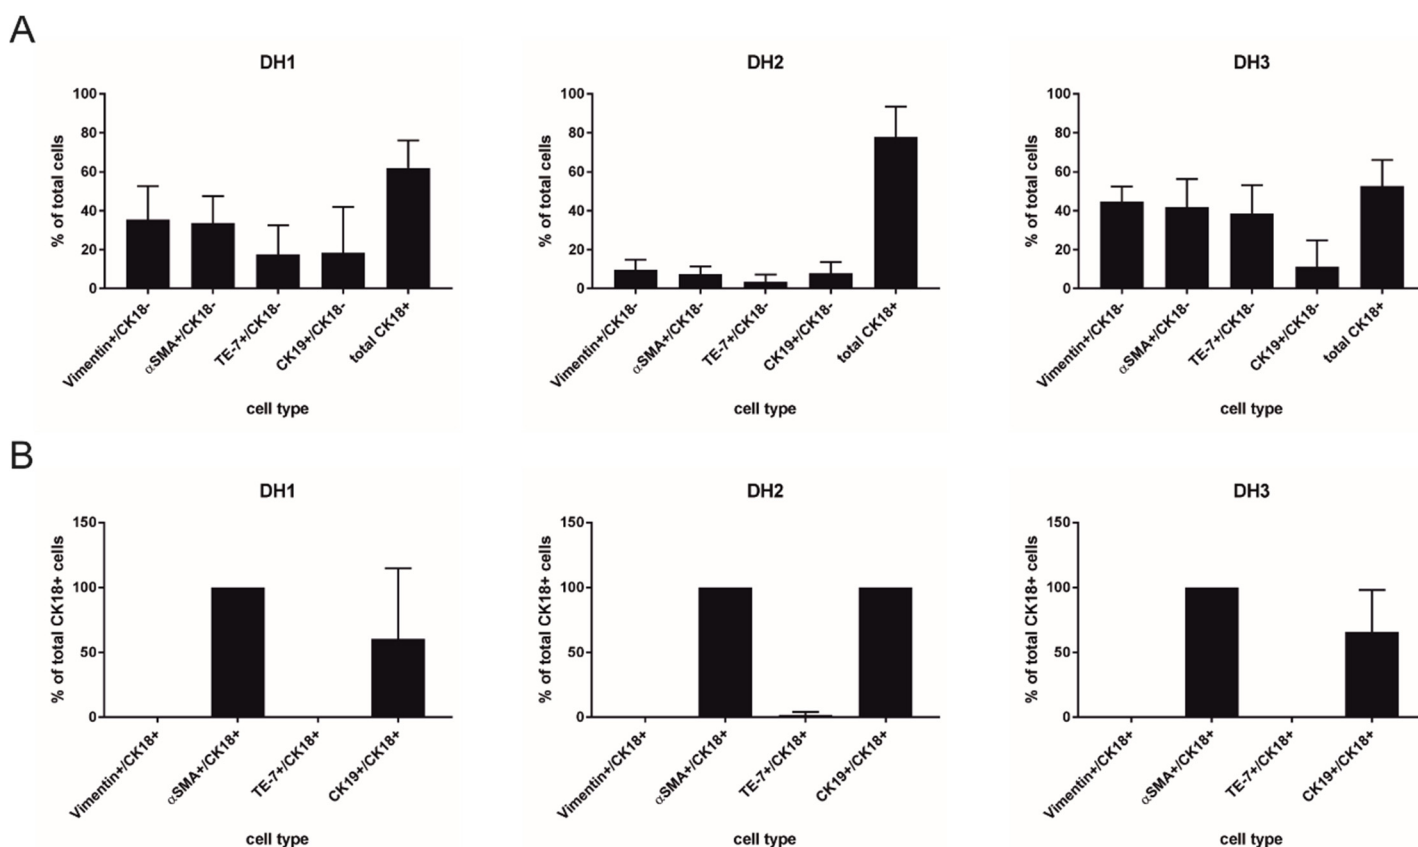 A
DH1
% of total cells
100
80
60
40
20
0
Vimentin+/CK18-
αSMA+/CK18-
TE-7+/CK18-
CK19+/CK18-
total CK18+
cell type
DH2
% of total cells
100
80
60
40
20
0
Vimentin+/CK18-
αSMA+/CK18-
TE-7+/CK18-
CK19+/CK18-
total CK18+
cell type
DH3
% of total cells
100
80
60
40
20
0
Vimentin+/CK18-
αSMA+/CK18-
TE-7+/CK18-
CK19+/CK18-
total CK18+
cell type
B
DH1
% of total CK18+ cells
150
100
50
0
Vimentin+/CK18+
αSMA+/CK18+
TE-7+/CK18+
CK19+/CK18+
cell type
DH2
% of total CK18+ cells
150
100
50
0
Vimentin+/CK18+
αSMA+/CK18+
TE-7+/CK18+
CK19+/CK18+
cell type
DH3
% of total CK18+ cells
150
100
50
0
Vimentin+/CK18+
αSMA+/CK18+
TE-7+/CK18+
CK19+/CK18+
cell type